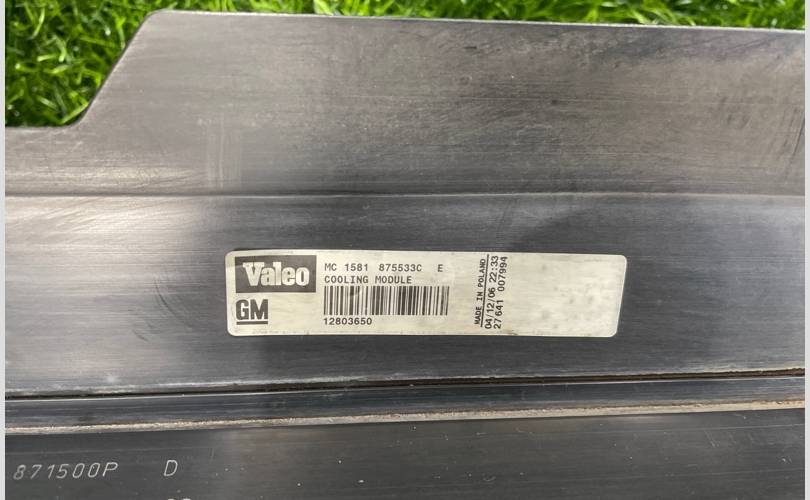 Valeo
MC 1581 875533C E
COOLING MODULE
GM
12803650
MADE IN POLAND
04/12/06 22:33
27641 007994
871500P D